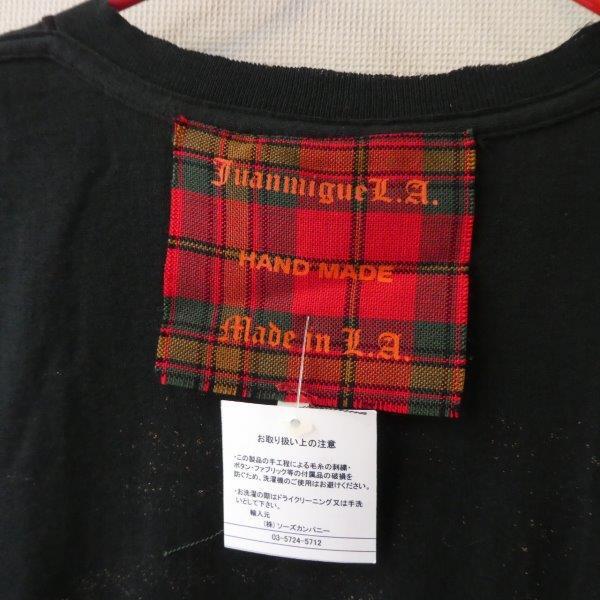 JuanmigueL.A.
HAND MADE
Made in L.A.
お取り扱い上の注意
・この製品の手工程による毛糸の刺繍・
ボタン・ファブリック等の付属品の破損を
防ぐため、洗濯機のご使用はお避けください。
・お洗濯の際はドライクリーニング又は手洗
いとして下さい。
輸入元
(株) ソーズカンパニー
03-5724-5712